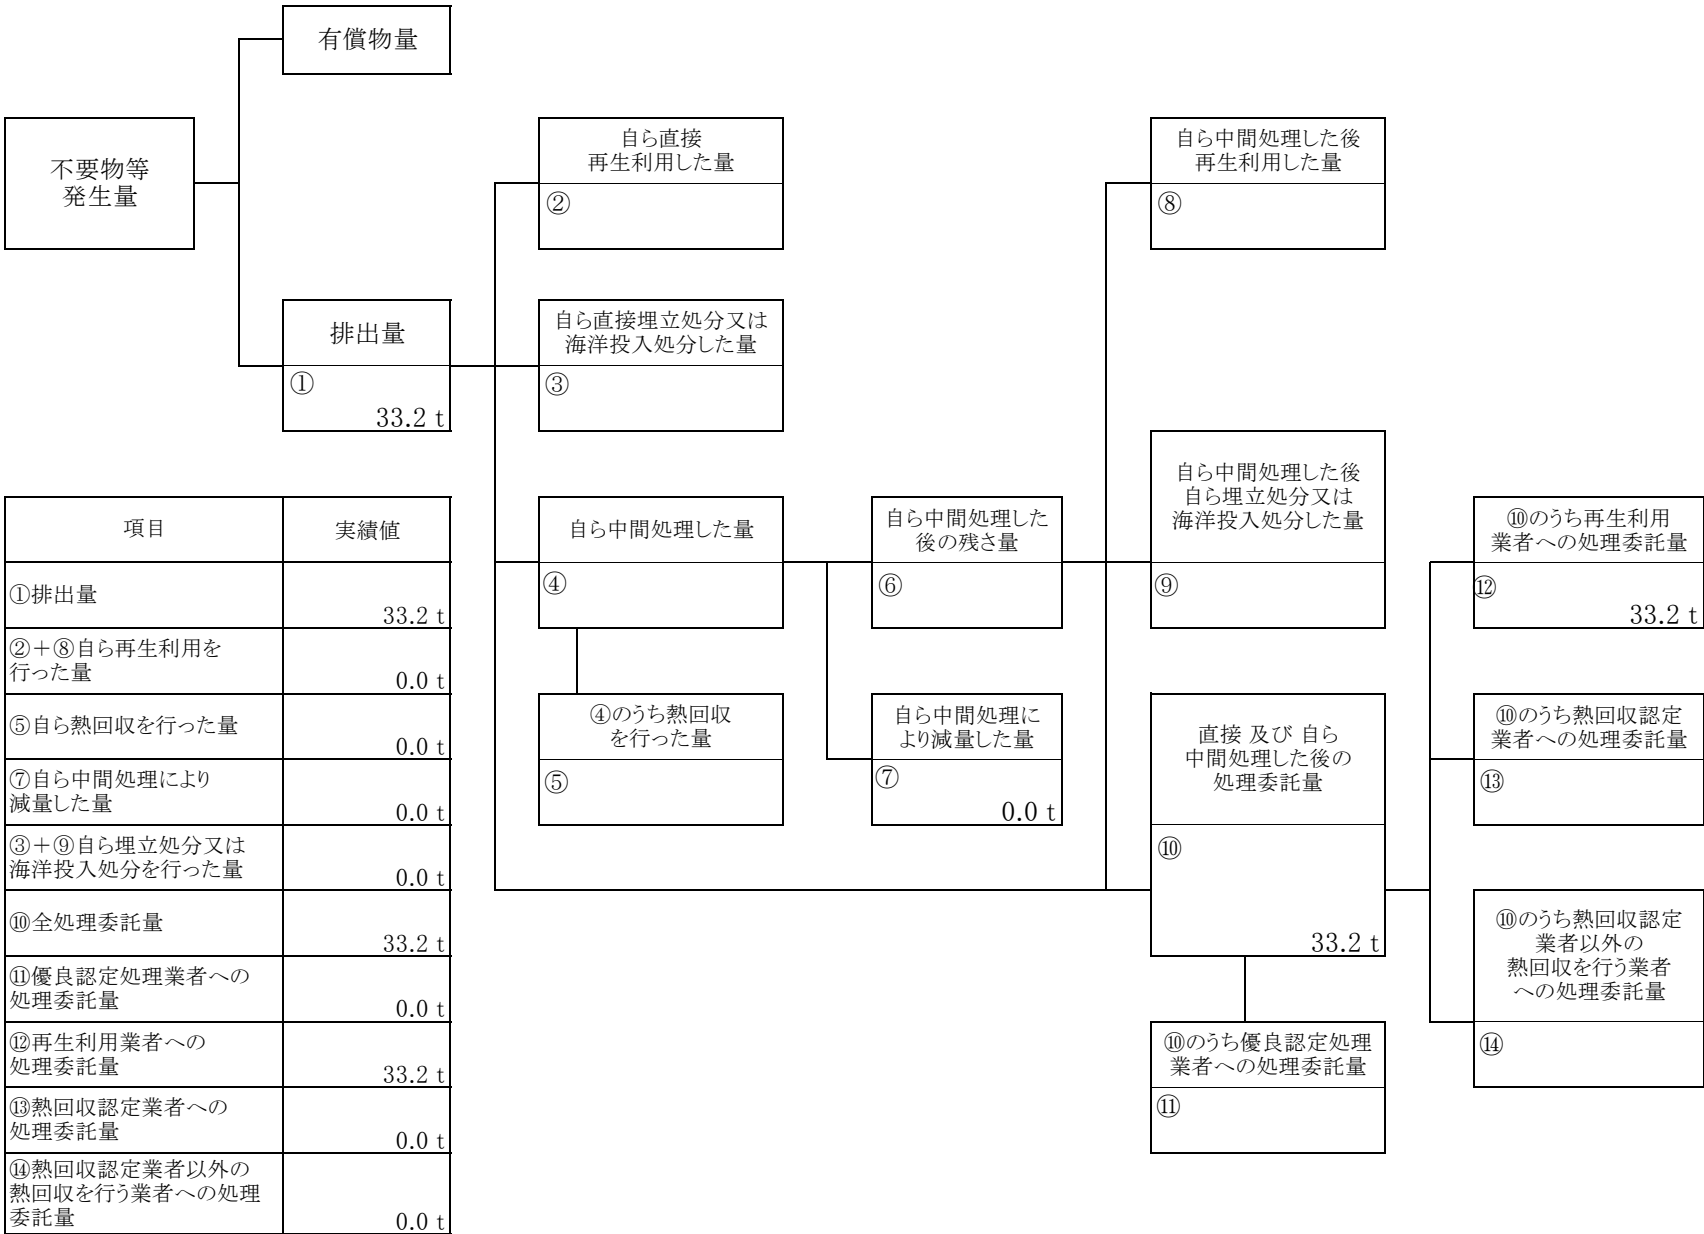 有償物量
不要物等
発生量
自ら直接
再生利用した量
②
自ら中間処理した後
再生利用した量
⑧
排出量
①
33.2 t
自ら直接埋立処分又は
海洋投入処分した量
③
自ら中間処理した量
④
自ら中間処理した
後の残さ量
⑥
自ら中間処理した後
自ら埋立処分又は
海洋投入処分した量
⑨
⑩のうち再生利用
業者への処理委託量
⑫
33.2 t
④のうち熱回収
を行った量
⑤
自ら中間処理に
より減量した量
⑦
0.0 t
直接 及び 自ら
中間処理した後の
処理委託量
⑩
33.2 t
⑩のうち熱回収認定
業者への処理委託量
⑬
⑩のうち熱回収認定
業者以外の
熱回収を行う業者
への処理委託量
⑭
⑩のうち優良認定処理
業者への処理委託量
⑪
項目 実績値
①排出量
33.2 t
②＋⑧自ら再生利用を
行った量
0.0 t
⑤自ら熱回収を行った量
0.0 t
⑦自ら中間処理により
減量した量
0.0 t
③＋⑨自ら埋立処分又は
海洋投入処分を行った量
0.0 t
⑩全処理委託量
33.2 t
⑪優良認定処理業者への
処理委託量
0.0 t
⑫再生利用業者への
処理委託量
33.2 t
⑬熱回収認定業者への
処理委託量
0.0 t
⑭熱回収認定業者以外の
熱回収を行う業者への処理
委託量
0.0 t